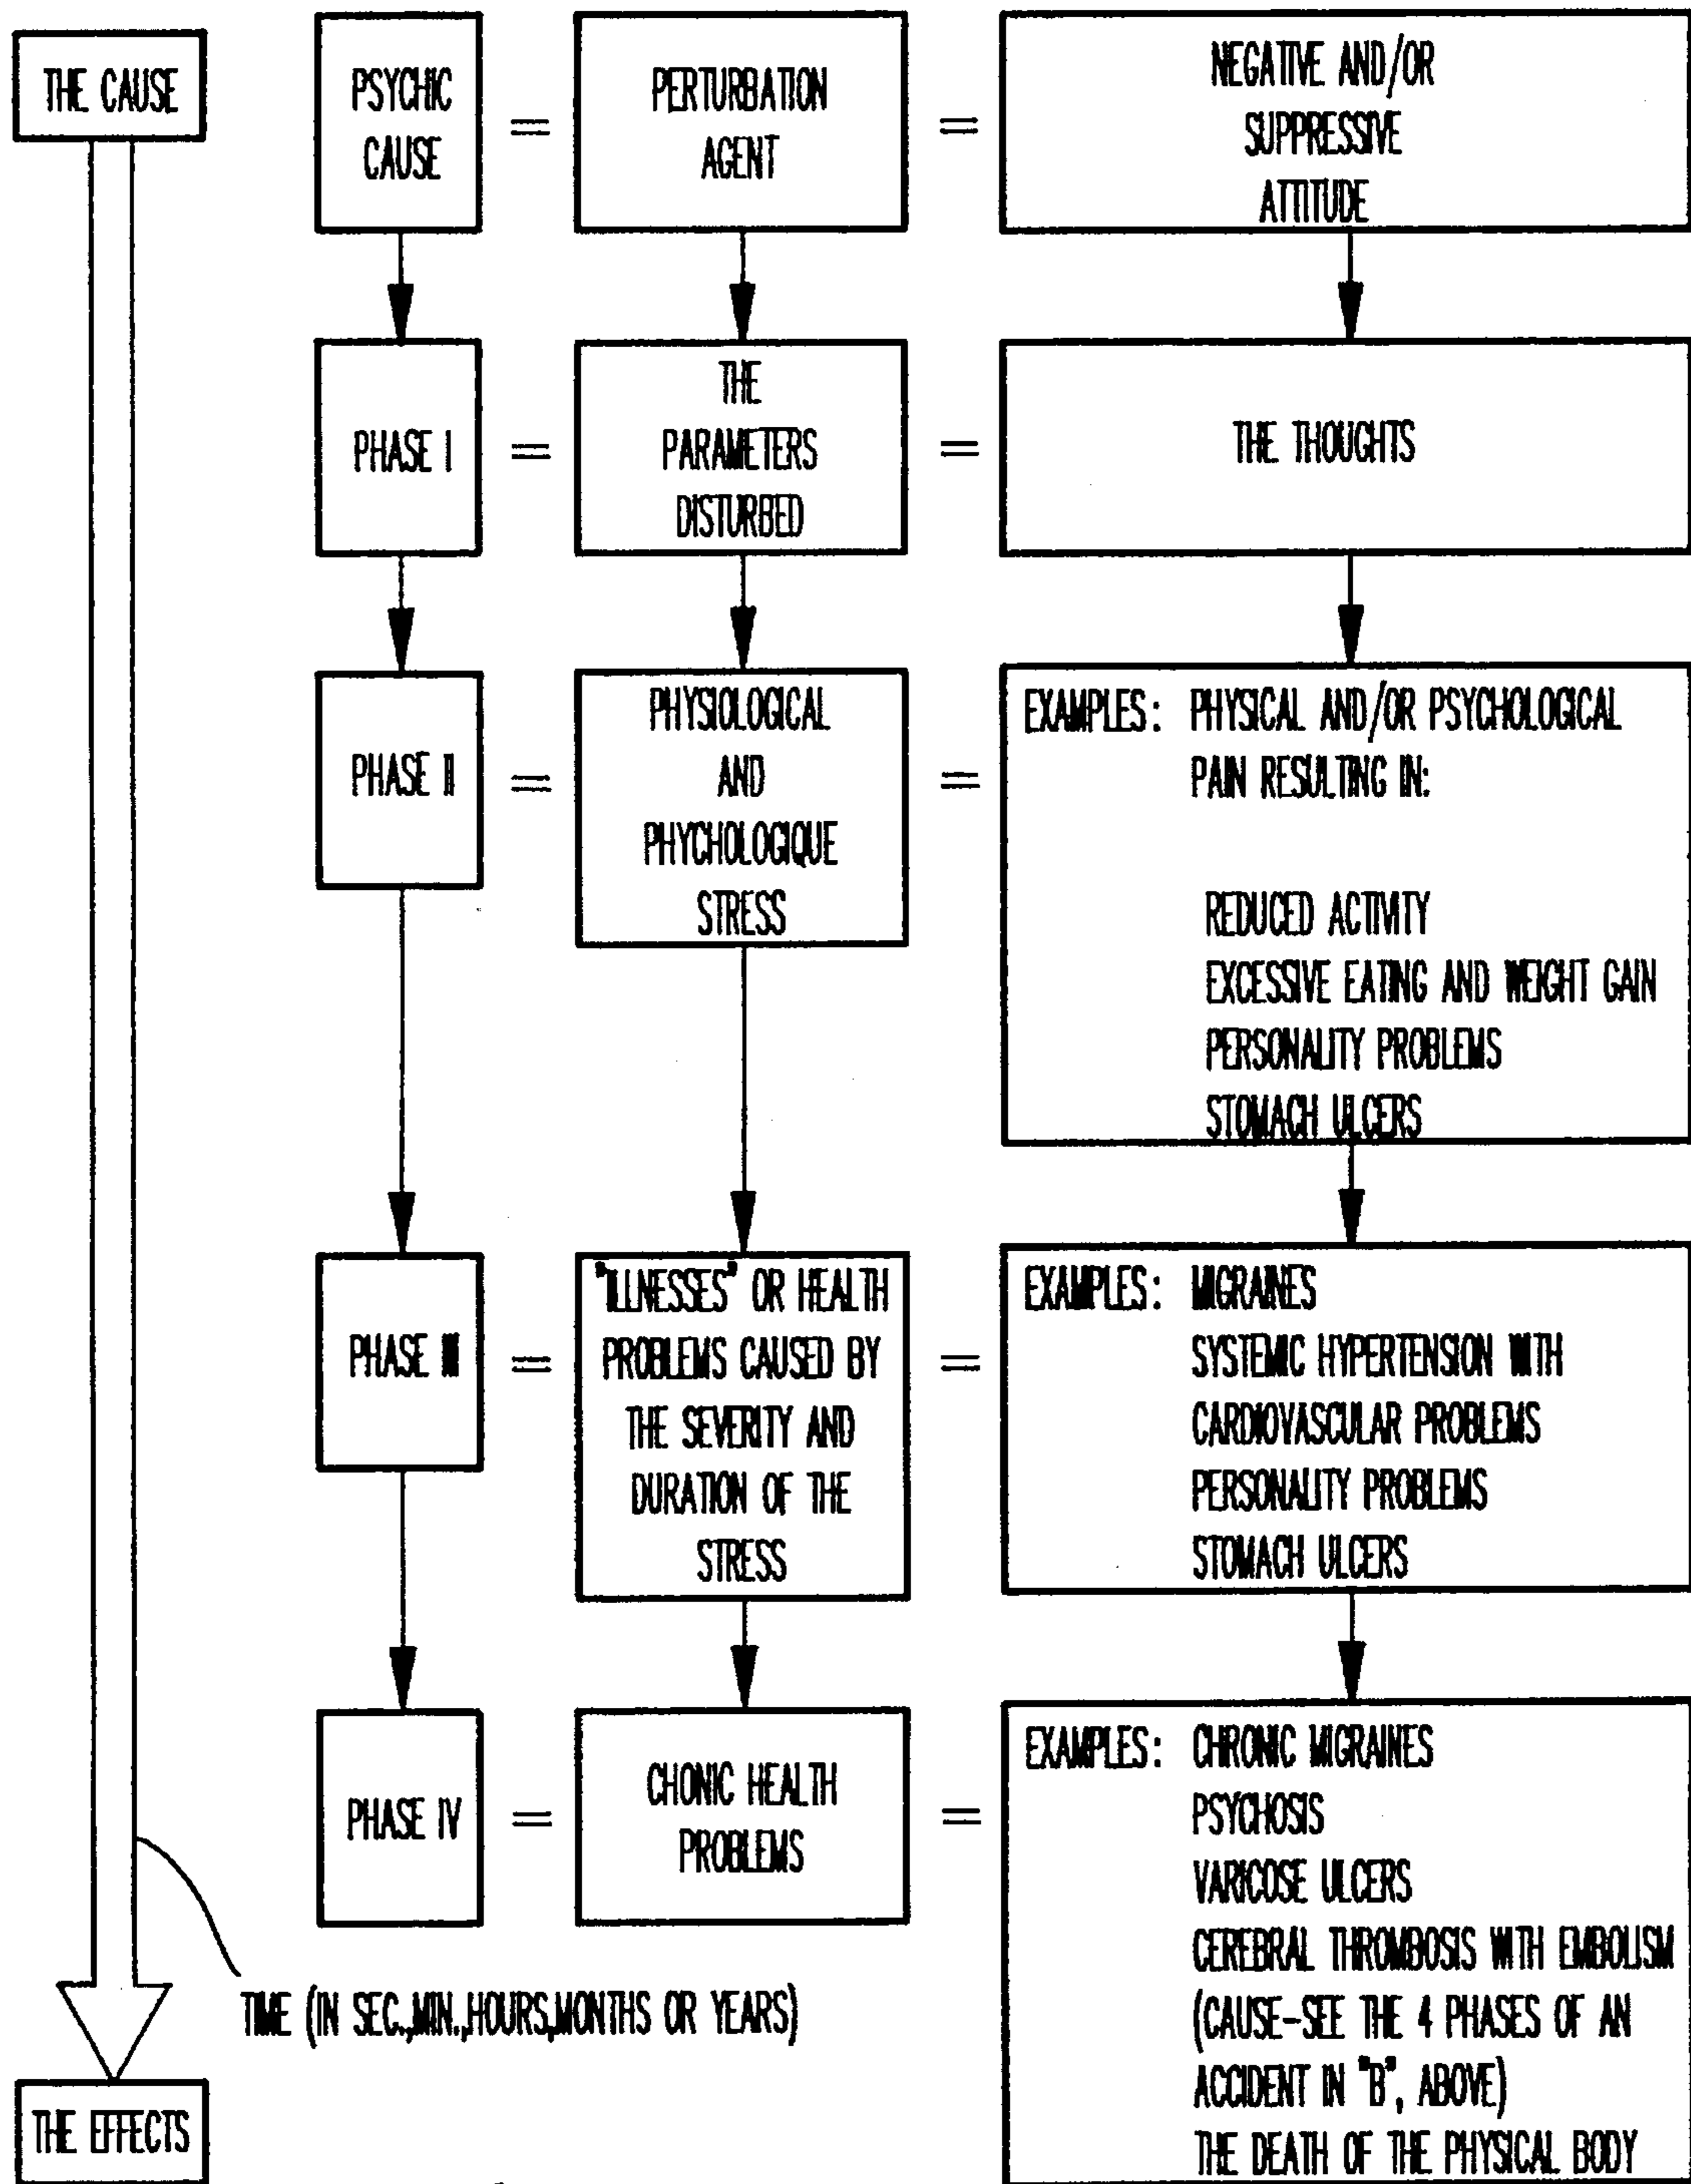 THE CAUSE
PSYCHIC
CAUSE
=
PERTURBATION
AGENT
=
NEGATIVE AND/OR
SUPPRESSIVE
ATTITUDE
PHASE I
=
THE
PARAMETERS
DISTURBED
=
THE THOUGHTS
PHASE II
=
PHYSIOLOGICAL
AND
PHYCHOLOGIQUE
STRESS
=
EXAMPLES: PHYSICAL AND/OR PSYCHOLOGICAL
PAIN RESULTING IN:
REDUCED ACTIVITY
EXCESSIVE EATING AND WEIGHT GAIN
PERSONALITY PROBLEMS
STOMACH ULCERS
PHASE III
=
"ILLNESSES" OR HEALTH
PROBLEMS CAUSED BY
THE SEVERITY AND
DURATION OF THE
STRESS
=
EXAMPLES: MIGRAINES
SYSTEMIC HYPERTENSION WITH
CARDIOVASCULAR PROBLEMS
PERSONALITY PROBLEMS
STOMACH ULCERS
PHASE IV
=
CHONIC HEALTH
PROBLEMS
=
EXAMPLES: CHRONIC MIGRAINES
PSYCHOSIS
VARICOSE ULCERS
CEREBRAL THROMBOSIS WITH EMBOLISM
(CAUSE-SEE THE 4 PHASES OF AN
ACCIDENT IN "B", ABOVE)
THE DEATH OF THE PHYSICAL BODY
TIME (IN SEC.,MIN.,HOURS,MONTHS OR YEARS)
THE EFFECTS